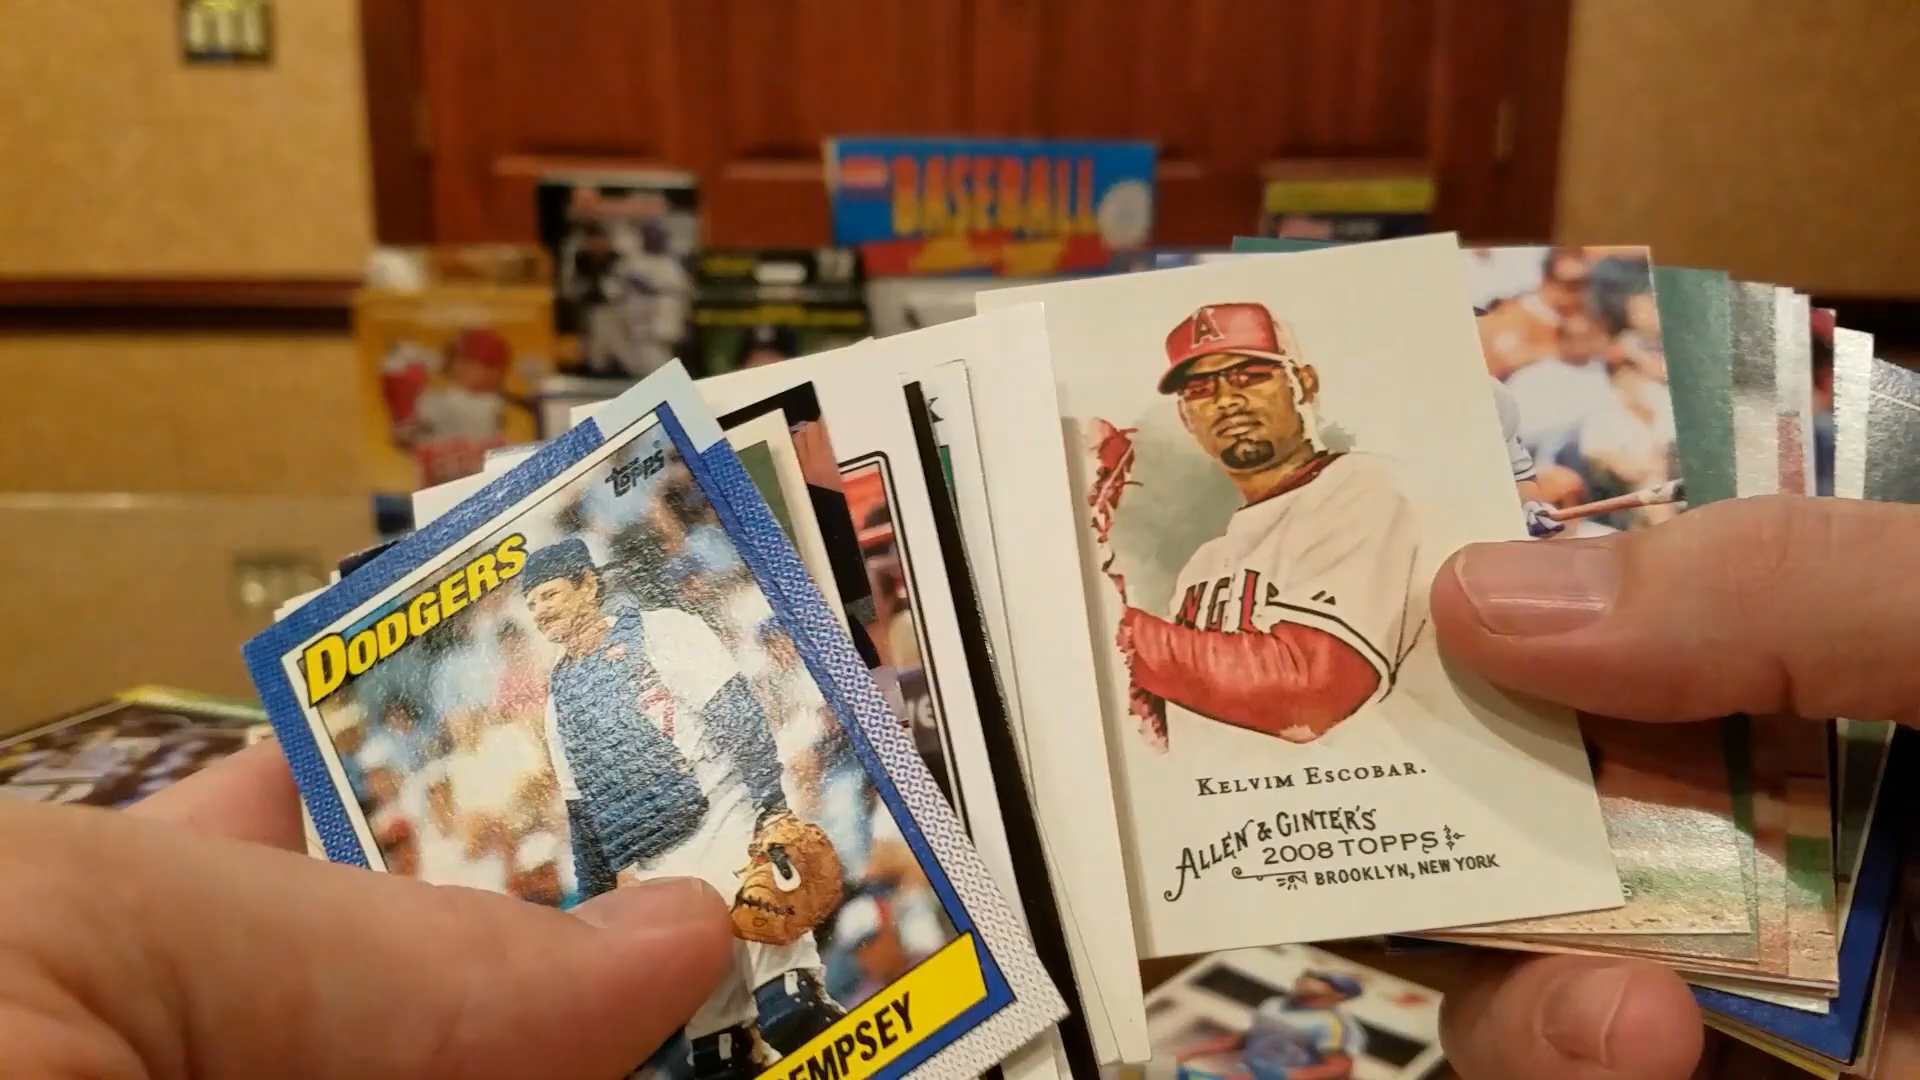 BASEBALL
A
TOPPS
DODGERS
KELVIM ESCOBAR.
ALLEN & GINTER'S
2008 TOPPS
BROOKLYN, NEW YORK
EMPSEY